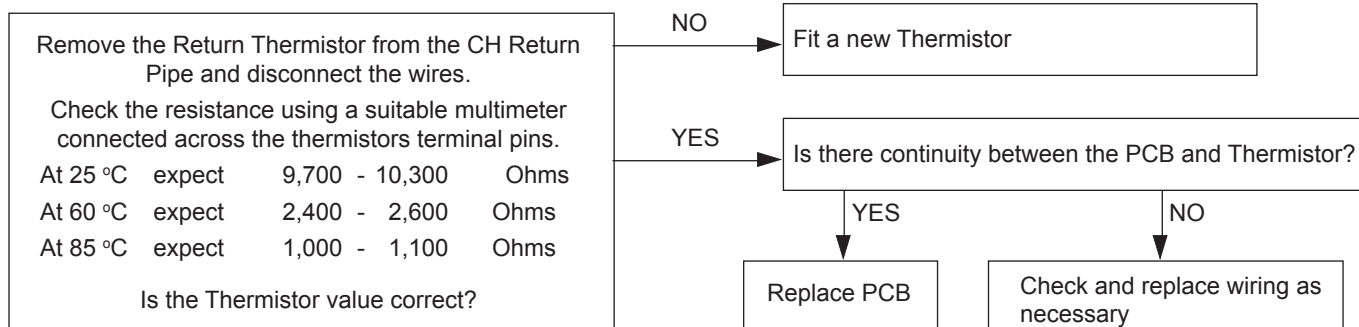 Remove the Return Thermistor from the CH Return
Pipe and disconnect the wires.
Check the resistance using a suitable multimeter
connected across the thermistors terminal pins.
At 25 ºC expect 9,700 - 10,300 Ohms
At 60 ºC expect 2,400 - 2,600 Ohms
At 85 ºC expect 1,000 - 1,100 Ohms
Is the Thermistor value correct?
NO
Fit a new Thermistor
YES
Is there continuity between the PCB and Thermistor?
YES
Replace PCB
NO
Check and replace wiring as
necessary